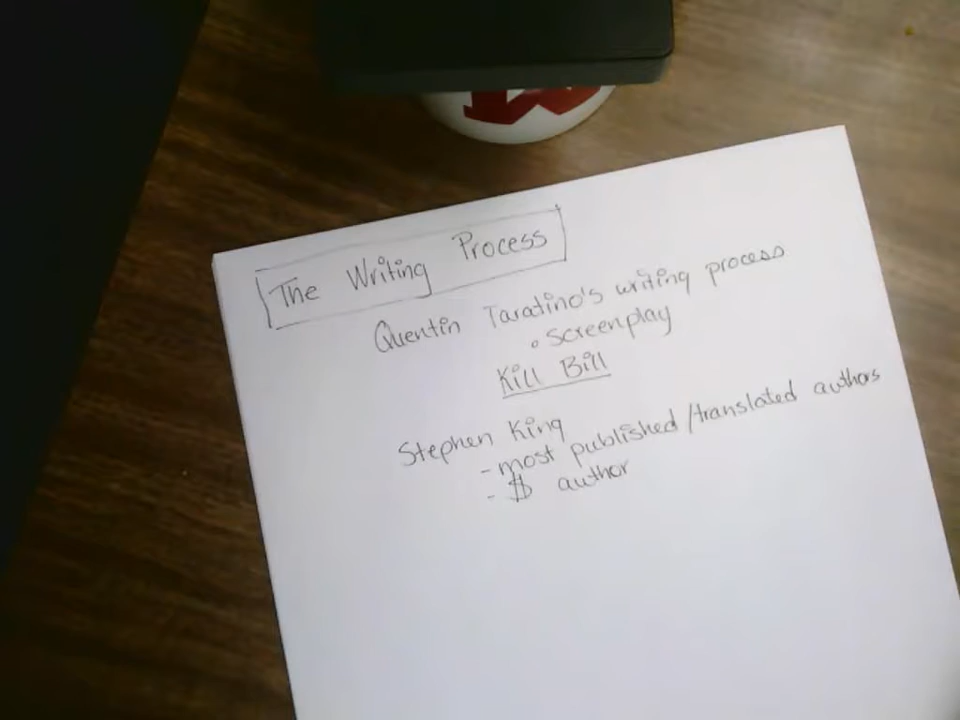 The Writing Process
Quentin Taratino's writing process
• screenplay
Kill Bill
Stephen King
- most published/translated authors
- $ author